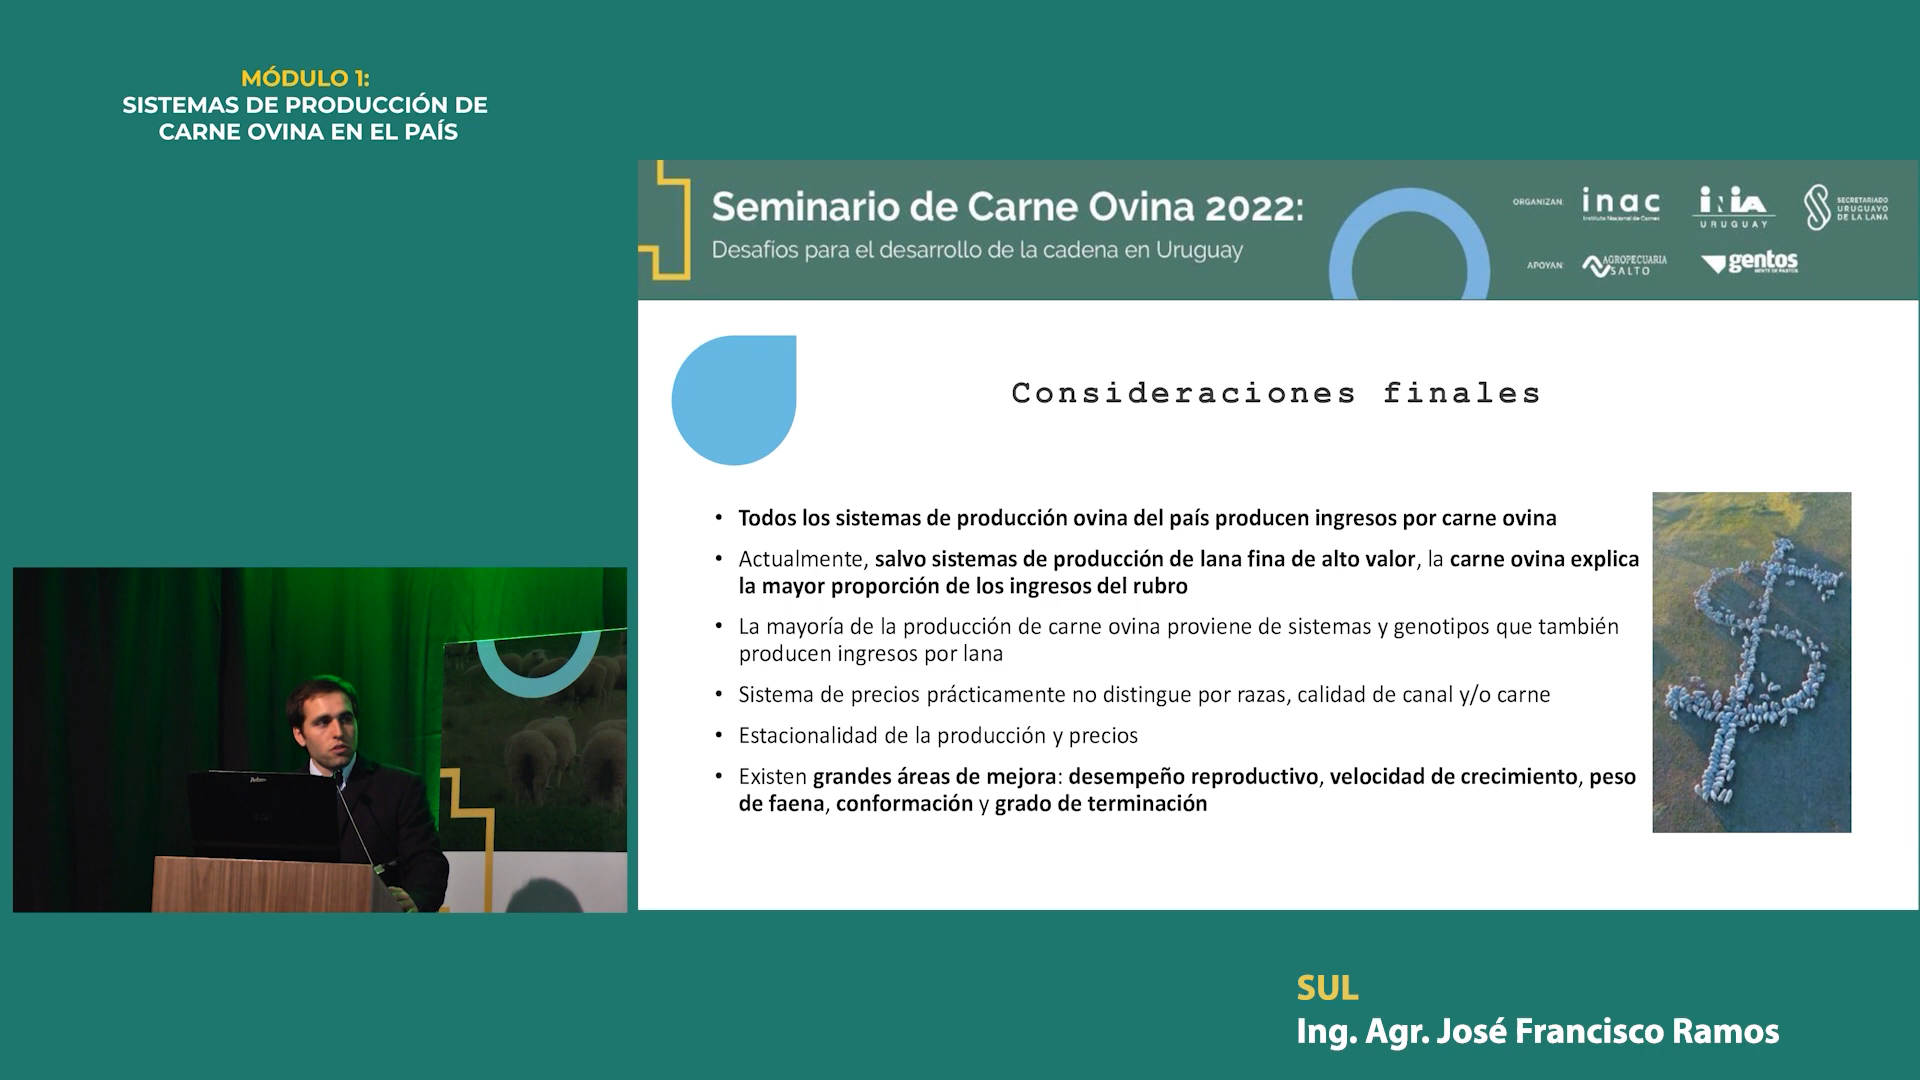 MÓDULO 1:
SISTEMAS DE PRODUCCIÓN DE
CARNE OVINA EN EL PAÍS
Seminario de Carne Ovina 2022:
Desafíos para el desarrollo de la cadena en Uruguay
ORGANIZAN:
inac
Instituto Nacional de Carnes
iNiA
URUGUAY
SECRETARIADO
URUGUAYO
DE LA LANA
APOYAN:
AGROPECUARIA
SALTO
gentos
GENTE DE PASTOS
Consideraciones finales
• Todos los sistemas de producción ovina del país producen ingresos por carne ovina
• Actualmente, salvo sistemas de producción de lana fina de alto valor, la carne ovina explica
la mayor proporción de los ingresos del rubro
• La mayoría de la producción de carne ovina proviene de sistemas y genotipos que también
producen ingresos por lana
• Sistema de precios prácticamente no distingue por razas, calidad de canal y/o carne
• Estacionalidad de la producción y precios
• Existen grandes áreas de mejora: desempeño reproductivo, velocidad de crecimiento, peso
de faena, conformación y grado de terminación
SUL
Ing. Agr. José Francisco Ramos